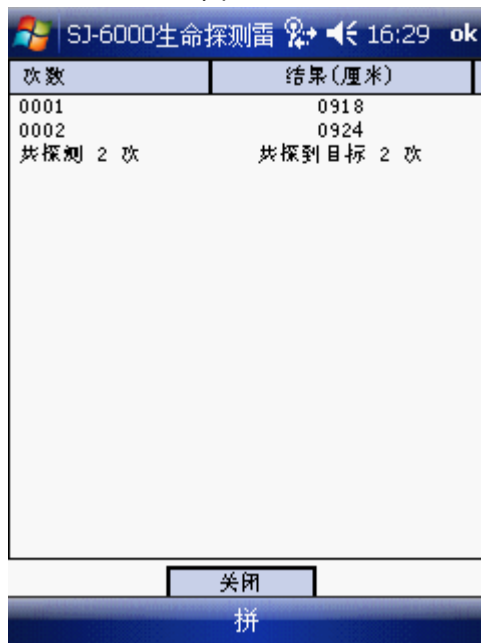 SJ-6000生命探测雷 16:29 ok
次数 结果(厘米)
0001 0918
0002 0924
共探测 2 次 共探到目标 2 次
关闭
拼